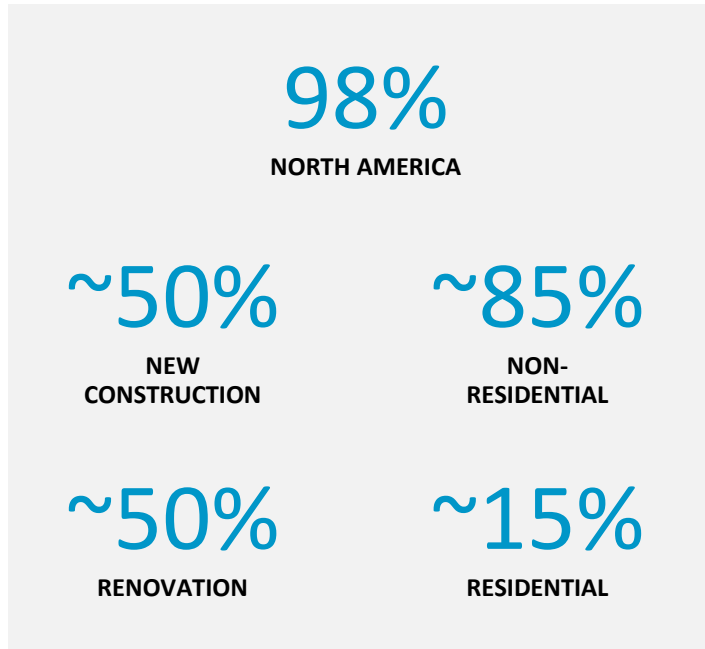 98%
NORTH AMERICA
~50%
NEW
CONSTRUCTION
~85%
NON-
RESIDENTIAL
~50%
RENOVATION
~15%
RESIDENTIAL